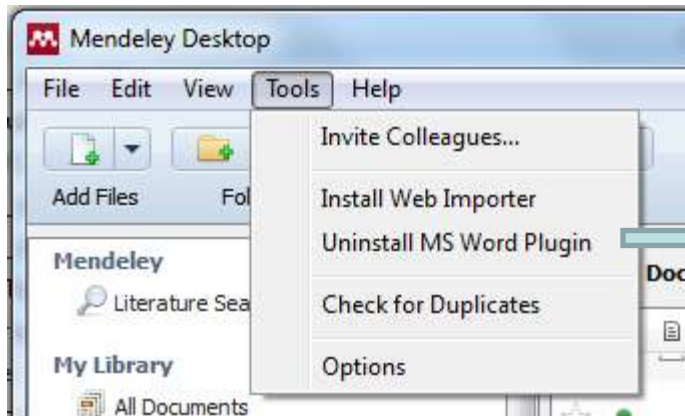 Mendeley Desktop
File Edit View Tools Help
Invite Colleagues...
Add Files
Install Web Importer
Uninstall MS Word Plugin
Mendeley
Literature
Check for Duplicates
My Library
Options
All Documents